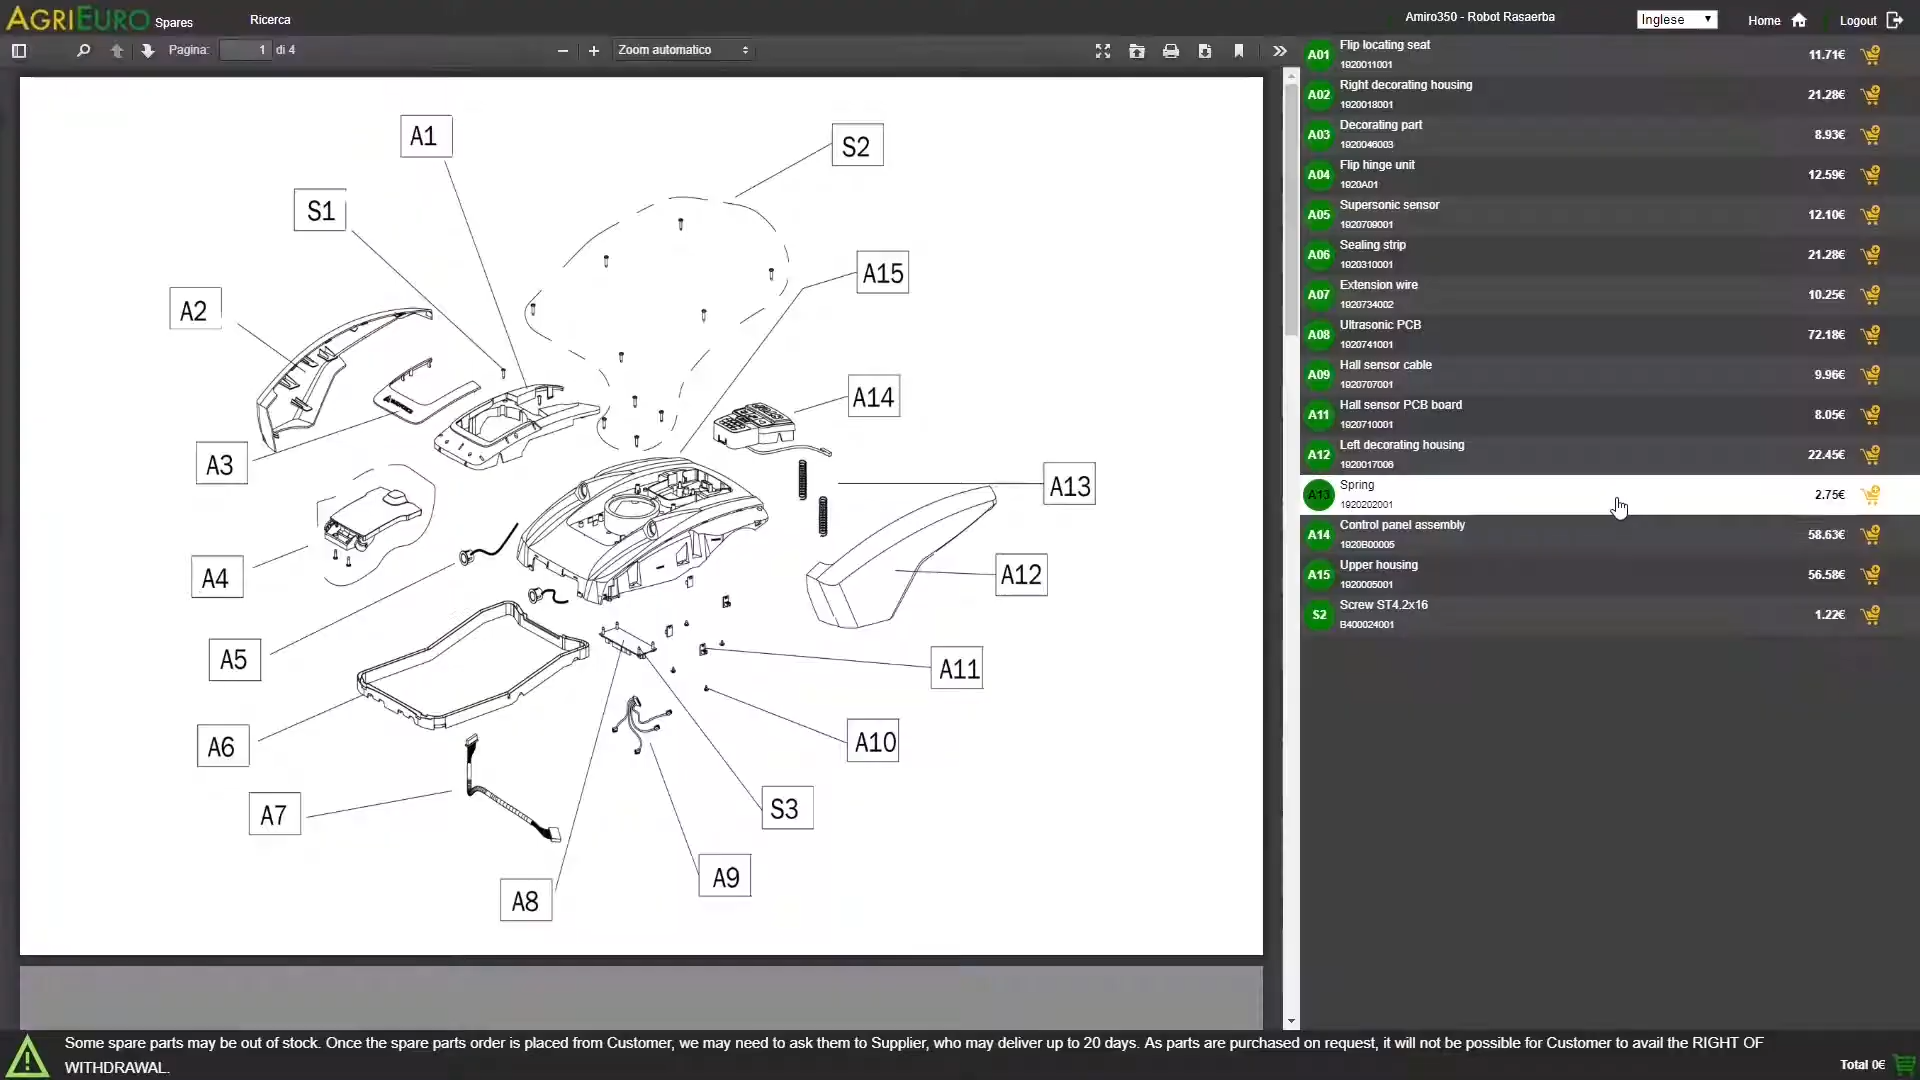 AGRIEURO Spares
Ricerca
Amiro350 - Robot Rasaerba
Inglese
Home
Logout
Pagina: 1 di 4
Zoom automatico
A1
S2
S1
A15
A2
A14
A3
A13
A4
A12
A5
A11
A6
A10
A7
S3
A9
A8
A01 Flip locating seat 11.71€
1920011001
A02 Right decorating housing 21.28€
1920018001
A03 Decorating part 8.93€
1920046003
A04 Flip hinge unit 12.59€
1920A01
A05 Supersonic sensor 12.10€
1920709001
A06 Sealing strip 21.28€
1920310001
A07 Extension wire 10.25€
1920734002
A08 Ultrasonic PCB 72.18€
1920741001
A09 Hall sensor cable 9.96€
1920707001
A11 Hall sensor PCB board 8.05€
1920710001
A12 Left decorating housing 22.45€
1920017006
A13 Spring 2.75€
1920202001
A14 Control panel assembly 58.63€
1920B00005
A15 Upper housing 56.58€
1920005001
S2 Screw ST4.2x16 1.22€
B400024001
Some spare parts may be out of stock. Once the spare parts order is placed from Customer, we may need to ask them to Supplier, who may deliver up to 20 days. As parts are purchased on request, it will not be possible for Customer to avail the RIGHT OF
WITHDRAWAL.
Total 0€